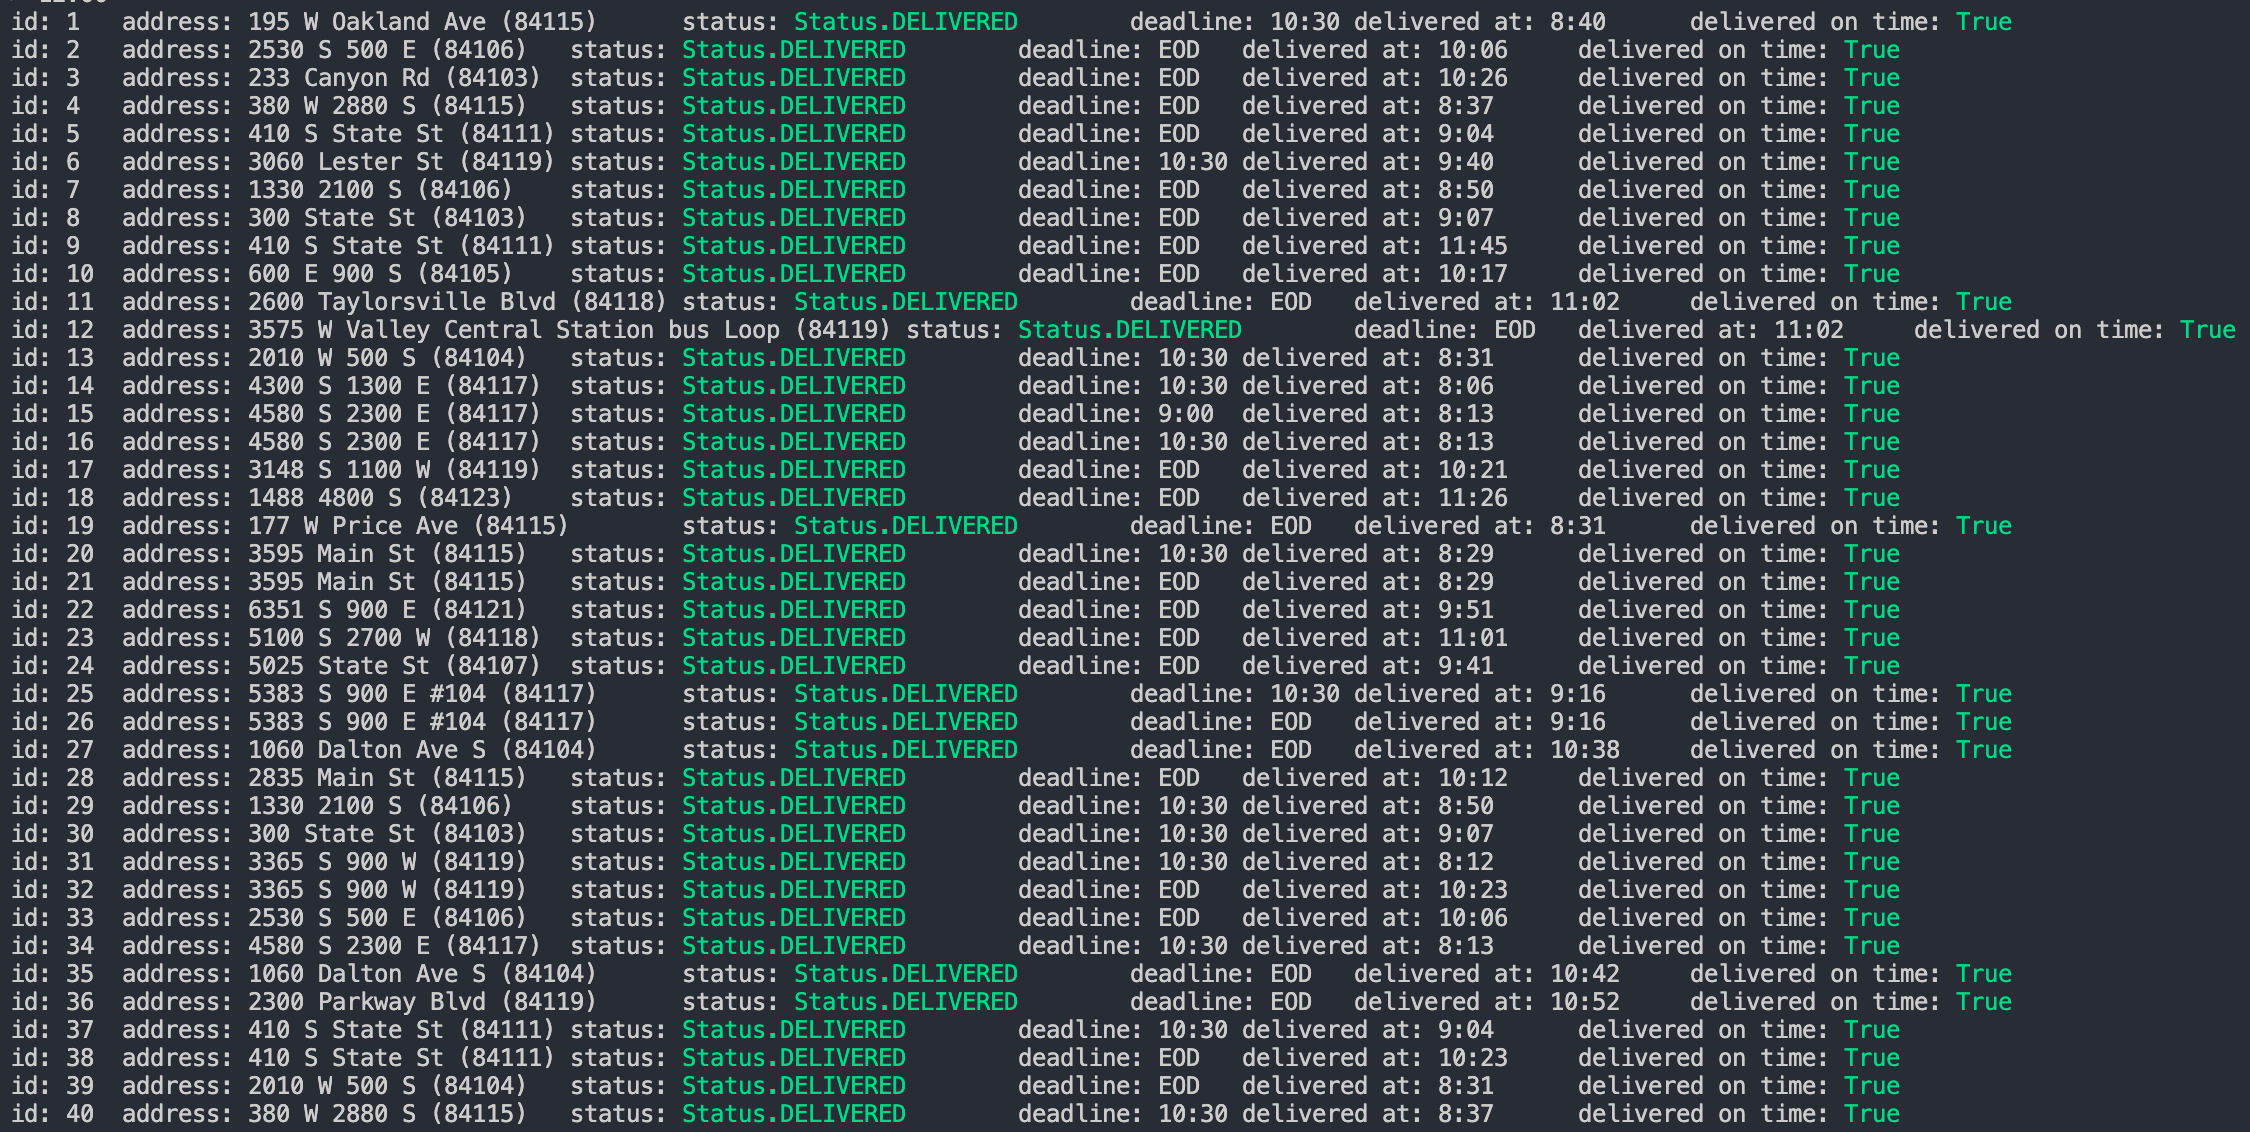 id: 1 address: 195 W Oakland Ave (84115) status: Status.DELIVERED deadline: 10:30 delivered at: 8:40 delivered on time: True
id: 2 address: 2530 S 500 E (84106) status: Status.DELIVERED deadline: EOD delivered at: 10:06 delivered on time: True
id: 3 address: 233 Canyon Rd (84103) status: Status.DELIVERED deadline: EOD delivered at: 10:26 delivered on time: True
id: 4 address: 380 W 2880 S (84115) status: Status.DELIVERED deadline: EOD delivered at: 8:37 delivered on time: True
id: 5 address: 410 S State St (84111) status: Status.DELIVERED deadline: EOD delivered at: 9:04 delivered on time: True
id: 6 address: 3060 Lester St (84119) status: Status.DELIVERED deadline: 10:30 delivered at: 9:40 delivered on time: True
id: 7 address: 1330 2100 S (84106) status: Status.DELIVERED deadline: EOD delivered at: 8:50 delivered on time: True
id: 8 address: 300 State St (84103) status: Status.DELIVERED deadline: EOD delivered at: 9:07 delivered on time: True
id: 9 address: 410 S State St (84111) status: Status.DELIVERED deadline: EOD delivered at: 11:45 delivered on time: True
id: 10 address: 600 E 900 S (84105) status: Status.DELIVERED deadline: EOD delivered at: 10:17 delivered on time: True
id: 11 address: 2600 Taylorsville Blvd (84118) status: Status.DELIVERED deadline: EOD delivered at: 11:02 delivered on time: True
id: 12 address: 3575 W Valley Central Station bus Loop (84119) status: Status.DELIVERED deadline: EOD delivered at: 11:02 delivered on time: True
id: 13 address: 2010 W 500 S (84104) status: Status.DELIVERED deadline: 10:30 delivered at: 8:31 delivered on time: True
id: 14 address: 4300 S 1300 E (84117) status: Status.DELIVERED deadline: 10:30 delivered at: 8:06 delivered on time: True
id: 15 address: 4580 S 2300 E (84117) status: Status.DELIVERED deadline: 9:00 delivered at: 8:13 delivered on time: True
id: 16 address: 4580 S 2300 E (84117) status: Status.DELIVERED deadline: 10:30 delivered at: 8:13 delivered on time: True
id: 17 address: 3148 S 1100 W (84119) status: Status.DELIVERED deadline: EOD delivered at: 10:21 delivered on time: True
id: 18 address: 1488 4800 S (84123) status: Status.DELIVERED deadline: EOD delivered at: 11:26 delivered on time: True
id: 19 address: 177 W Price Ave (84115) status: Status.DELIVERED deadline: EOD delivered at: 8:31 delivered on time: True
id: 20 address: 3595 Main St (84115) status: Status.DELIVERED deadline: 10:30 delivered at: 8:29 delivered on time: True
id: 21 address: 3595 Main St (84115) status: Status.DELIVERED deadline: EOD delivered at: 8:29 delivered on time: True
id: 22 address: 6351 S 900 E (84121) status: Status.DELIVERED deadline: EOD delivered at: 9:51 delivered on time: True
id: 23 address: 5100 S 2700 W (84118) status: Status.DELIVERED deadline: EOD delivered at: 11:01 delivered on time: True
id: 24 address: 5025 State St (84107) status: Status.DELIVERED deadline: EOD delivered at: 9:41 delivered on time: True
id: 25 address: 5383 S 900 E #104 (84117) status: Status.DELIVERED deadline: 10:30 delivered at: 9:16 delivered on time: True
id: 26 address: 5383 S 900 E #104 (84117) status: Status.DELIVERED deadline: EOD delivered at: 9:16 delivered on time: True
id: 27 address: 1060 Dalton Ave S (84104) status: Status.DELIVERED deadline: EOD delivered at: 10:38 delivered on time: True
id: 28 address: 2835 Main St (84115) status: Status.DELIVERED deadline: EOD delivered at: 10:12 delivered on time: True
id: 29 address: 1330 2100 S (84106) status: Status.DELIVERED deadline: 10:30 delivered at: 8:50 delivered on time: True
id: 30 address: 300 State St (84103) status: Status.DELIVERED deadline: 10:30 delivered at: 9:07 delivered on time: True
id: 31 address: 3365 S 900 W (84119) status: Status.DELIVERED deadline: 10:30 delivered at: 8:12 delivered on time: True
id: 32 address: 3365 S 900 W (84119) status: Status.DELIVERED deadline: EOD delivered at: 10:23 delivered on time: True
id: 33 address: 2530 S 500 E (84106) status: Status.DELIVERED deadline: EOD delivered at: 10:06 delivered on time: True
id: 34 address: 4580 S 2300 E (84117) status: Status.DELIVERED deadline: 10:30 delivered at: 8:13 delivered on time: True
id: 35 address: 1060 Dalton Ave S (84104) status: Status.DELIVERED deadline: EOD delivered at: 10:42 delivered on time: True
id: 36 address: 2300 Parkway Blvd (84119) status: Status.DELIVERED deadline: EOD delivered at: 10:52 delivered on time: True
id: 37 address: 410 S State St (84111) status: Status.DELIVERED deadline: 10:30 delivered at: 9:04 delivered on time: True
id: 38 address: 410 S State St (84111) status: Status.DELIVERED deadline: EOD delivered at: 10:23 delivered on time: True
id: 39 address: 2010 W 500 S (84104) status: Status.DELIVERED deadline: EOD delivered at: 8:31 delivered on time: True
id: 40 address: 380 W 2880 S (84115) status: Status.DELIVERED deadline: 10:30 delivered at: 8:37 delivered on time: True